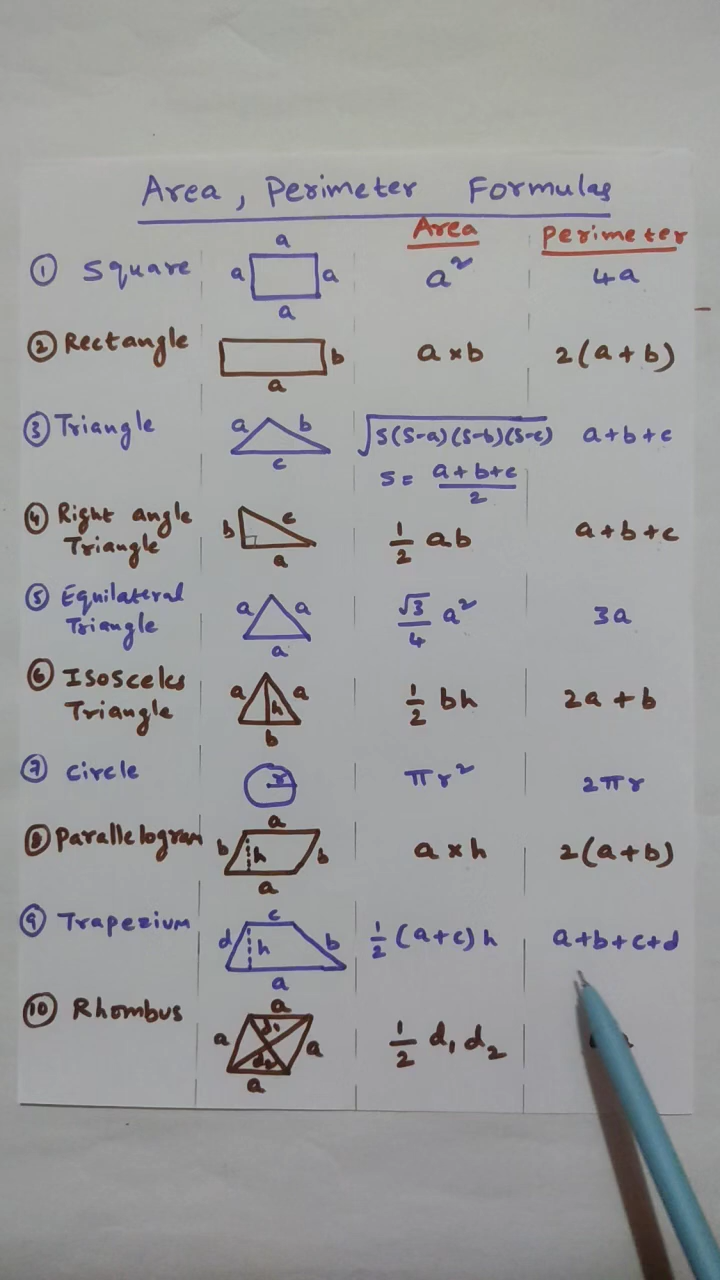 Area, Perimeter Formulas
Area Perimeter
① Square a a a a a² 4a
② Rectangle b a a×b 2(a+b)
③ Triangle a b c √S(S-a)(S-b)(S-c) a+b+c
S = a+b+c/2
④ Right angle Triangle b c a 1/2 ab a+b+c
⑤ Equilateral Triangle a a a √3/4 a² 3a
⑥ Isosceles Triangle a a h b 1/2 bh 2a+b
⑦ Circle r πr² 2πr
⑧ Parallelogram a b h b a a×h 2(a+b)
⑨ Trapezium c d h b a 1/2 (a+c)h a+b+c+d
⑩ Rhombus a a d₁ d₂ a a 1/2 d₁d₂